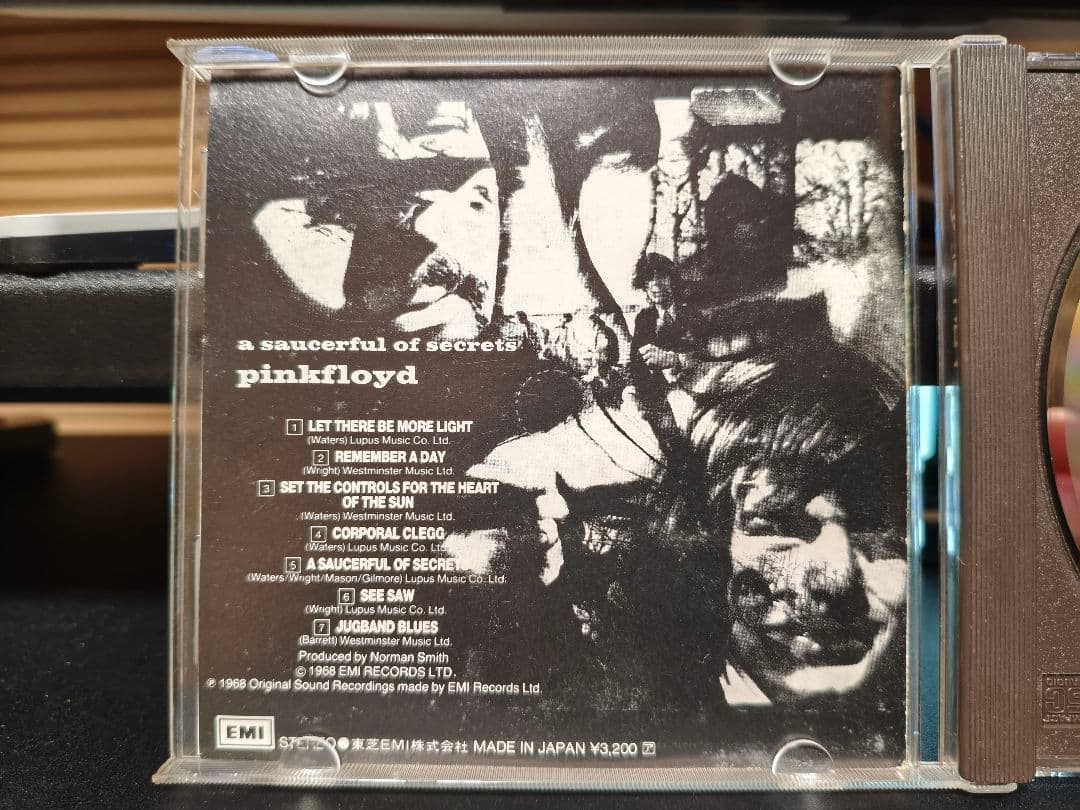 a saucerful of secrets
pinkfloyd
1 LET THERE BE MORE LIGHT
(Waters) Lupus Music Co. Ltd.
2 REMEMBER A DAY
(Wright) Westminster Music Ltd.
3 SET THE CONTROLS FOR THE HEART
OF THE SUN
(Waters) Westminster Music Ltd.
4 CORPORAL CLEGG
(Waters) Lupus Music Co. Ltd.
5 A SAUCERFUL OF SECRETS
(Waters/Wright/Mason/Gilmore) Lupus Music Co. Ltd.
6 SEE SAW
(Wright) Lupus Music Co. Ltd.
7 JUGBAND BLUES
(Barrett) Westminster Music Ltd.
Produced by Norman Smith
© 1968 EMI RECORDS LTD.
℗ 1968 Original Sound Recordings made by EMI Records Ltd.
EMI STEREO●東芝EMI株式会社 MADE IN JAPAN ¥3,200 ア